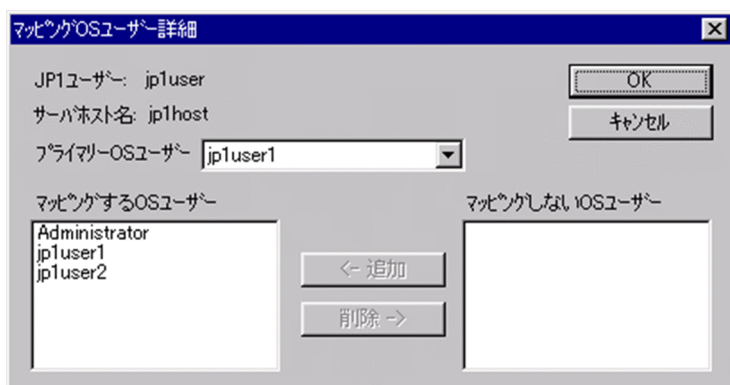 マッピングOSユーザー詳細
JP1ユーザー: jp1user
サーバホスト名: jp1host
プライマリーOSユーザー jp1user1
OK
キャンセル
マッピングするOSユーザー
マッピングしないOSユーザー
Administrator
jp1user1
jp1user2
<- 追加
削除 ->